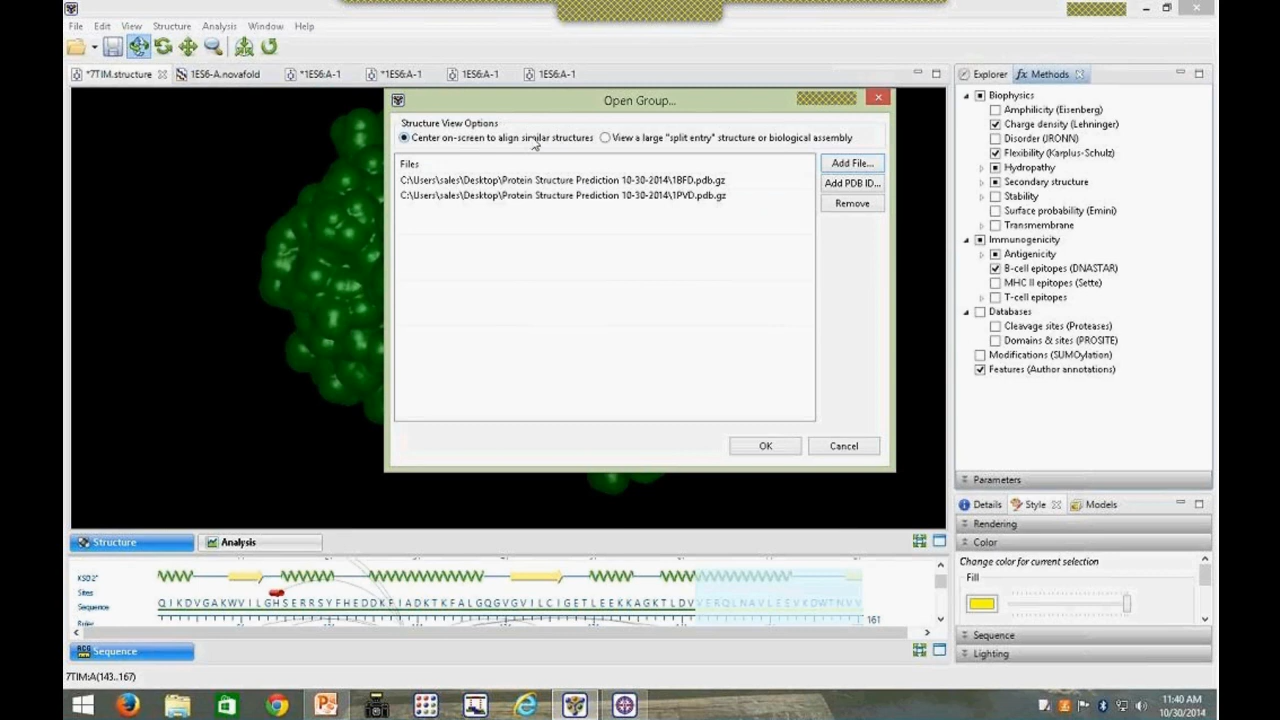 File Edit View Structure Analysis Window Help
*7TIM.structure 1ES6-A.novafold *1ES6:A-1 *1ES6:A-1 1ES6:A-1 1ES6:A-1
Explorer fx Methods
Open Group...
Structure View Options
Center on-screen to align similar structures View a large "split entry" structure or biological assembly
Files
C:\Users\sales\Desktop\Protein Structure Prediction 10-30-2014\1BFD.pdb.gz
C:\Users\sales\Desktop\Protein Structure Prediction 10-30-2014\1PVD.pdb.gz
Add File...
Add PDB ID...
Remove
OK Cancel
Biophysics
Amphilicity (Eisenberg)
Charge density (Lehninger)
Disorder (JRONN)
Flexibility (Karplus-Schulz)
Hydropathy
Secondary structure
Stability
Surface probability (Emini)
Transmembrane
Immunogenicity
Antigenicity
B-cell epitopes (DNASTAR)
MHC II epitopes (Sette)
T-cell epitopes
Databases
Cleavage sites (Proteases)
Domains & sites (PROSITE)
Modifications (SUMOylation)
Features (Author annotations)
Parameters
Details Style Models
Rendering
Color
Change color for current selection
Fill
Sequence
Lighting
Structure Analysis
Sites
Sequence
Ruler
161
Sequence
7TIM:A(143..167)
11:40 AM
10/30/2014